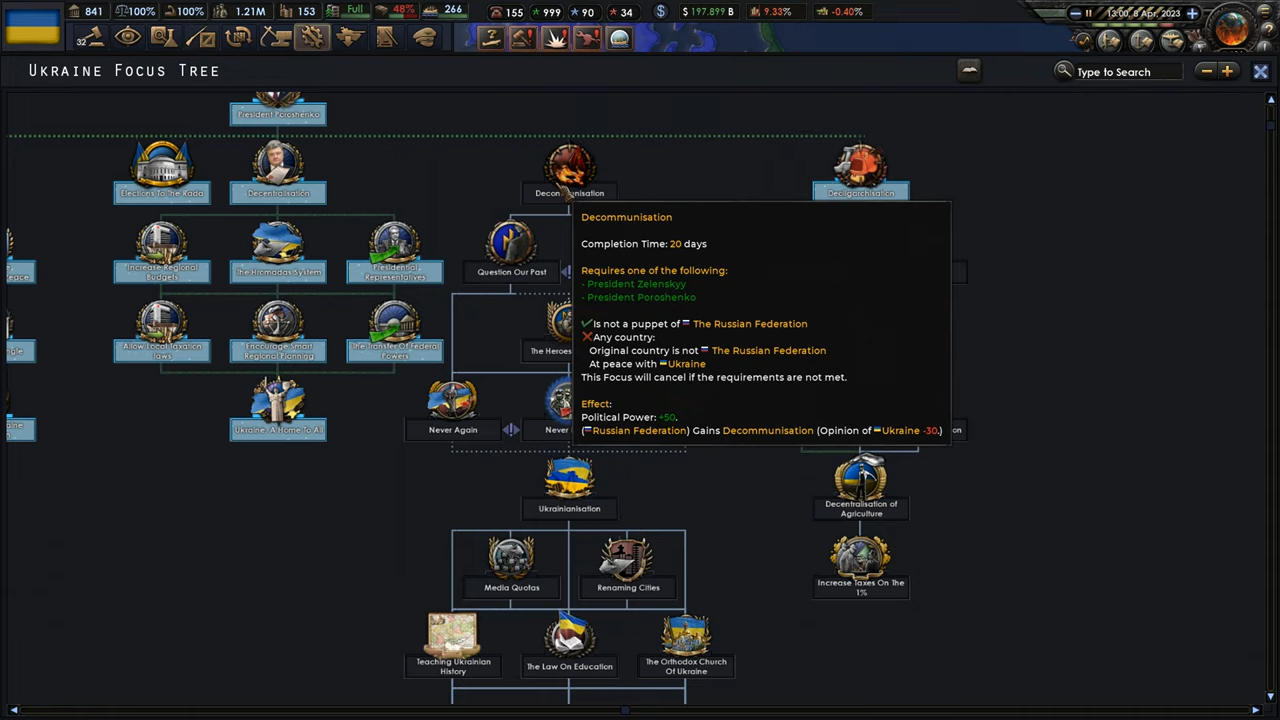 841
100%
100%
1.21M
153
Full
48%
266
155
999
90
34
$ 197.899 B
9.33%
-0.40%
13:00, 8 Apr, 2023
32
UKRAINE FOCUS TREE
Type to Search
President Poroshenko
Elections To The Rada
Decentralisation
Decommunisation
Deoligarchisation
Increase Regional
Budgets
The Hromadas System
Presidential
Representatives
Question Our Past
Allow Local Taxation
Laws
Encourage Smart
Regional Planning
The Transfer Of Federal
Powers
The Heroes
Ukraine: A Home To All
Never Again
Never
Decommunisation
Completion Time: 20 days
Requires one of the following:
- President Zelenskyy
- President Poroshenko
Is not a puppet of The Russian Federation
Any country:
Original country is not The Russian Federation
At peace with Ukraine
This Focus will cancel if the requirements are not met.
Effect:
Political Power: +50.
(Russian Federation) Gains Decommunisation (Opinion of Ukraine -30.)
Ukrainianisation
Decentralisation of
Agriculture
Media Quotas
Renaming Cities
Increase Taxes On The
1%
Teaching Ukrainian
History
The Law On Education
The Orthodox Church
Of Ukraine